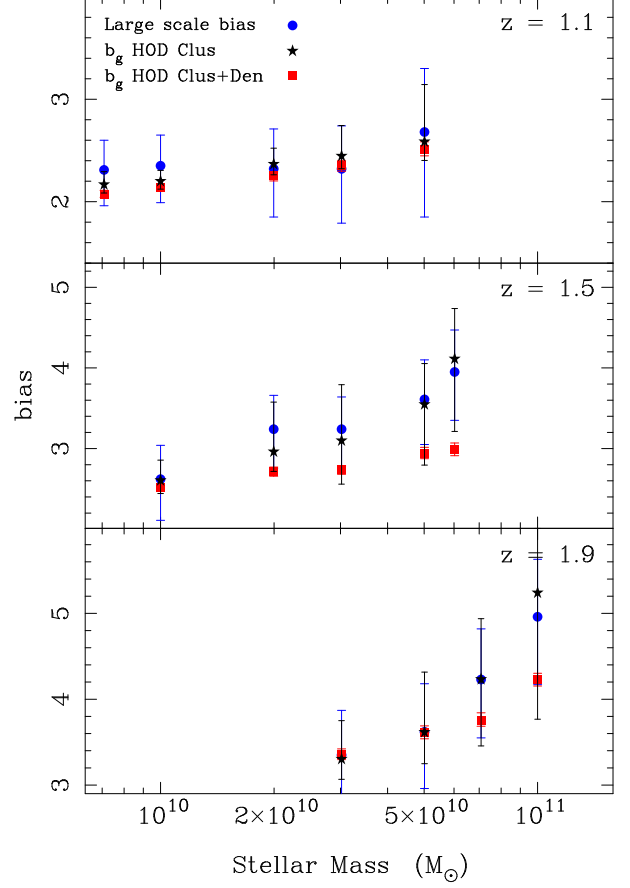 Large scale bias
b_g HOD Clus
b_g HOD Clus+Den
z = 1.1
3
2
z = 1.5
5
4
3
bias
z = 1.9
5
4
3
10^10 2×10^10 5×10^10 10^11
Stellar Mass (M_⊙)